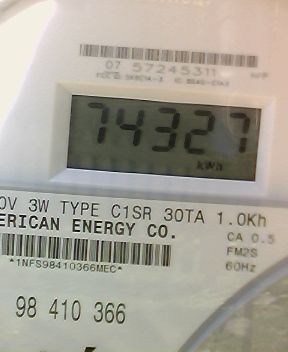 07 57245311
74327
kWh
0V 3W TYPE C1SR 30TA 1.0Kh
ERICAN ENERGY CO.
CA 0.5
FM2S
*1NFS98410366MEC*
60Hz
98 410 366